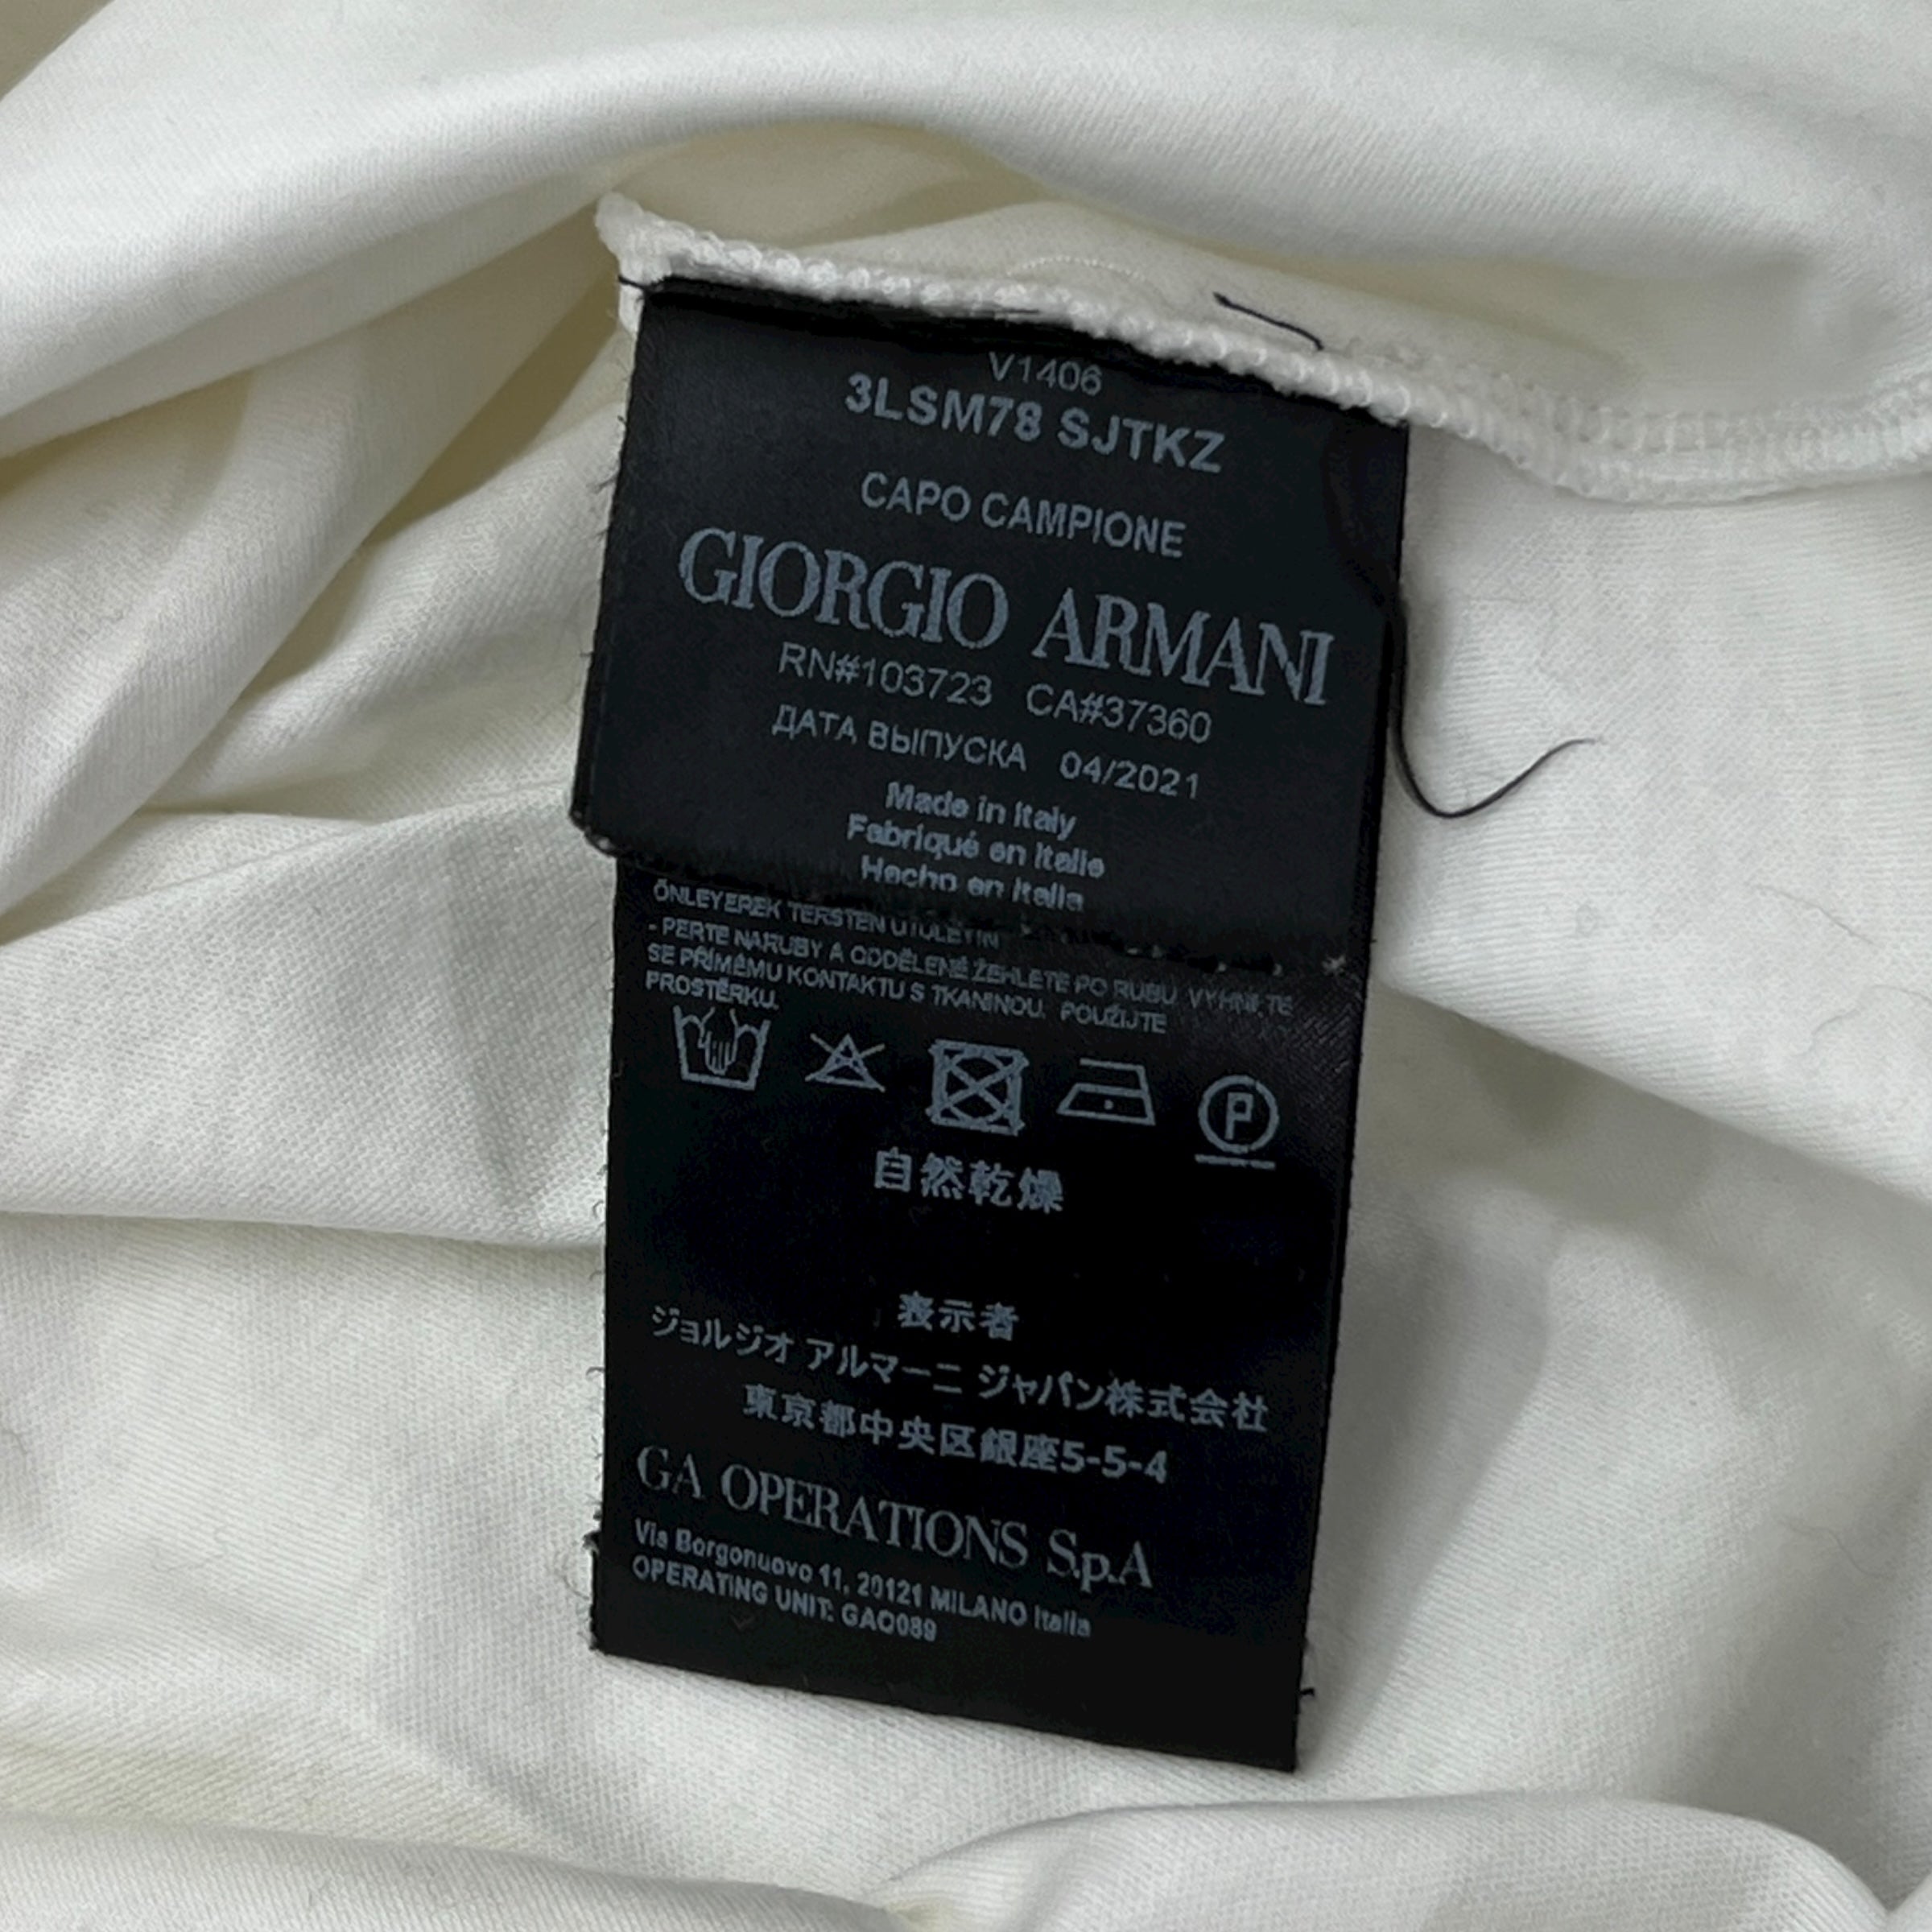 V1406
3LSM78 SJTKZ
CAPO CAMPIONE
GIORGIO ARMANI
RN#103723 CA#37360
ДАТА ВЫПУСКА 04/2021
Made in Italy
Fabriqué en Italie
Hecho en Italia
ÖNLEYEREK TERSTEN ÜTÜLEYİN
- PERTE NARUBY A ODDĚLENĚ ŽEHLETE PO RUBU. VYHNĚTE
SE PŘÍMÉMU KONTAKTU S TKANINOU. POUŽIJTE
PROSTĚRKU.
P
自然乾燥
表示者
ジョルジオ アルマーニ ジャパン株式会社
東京都中央区銀座5-5-4
GA OPERATIONS S.p.A
Via Borgonuovo 11, 20121 MILANO Italia
OPERATING UNIT: GAO089